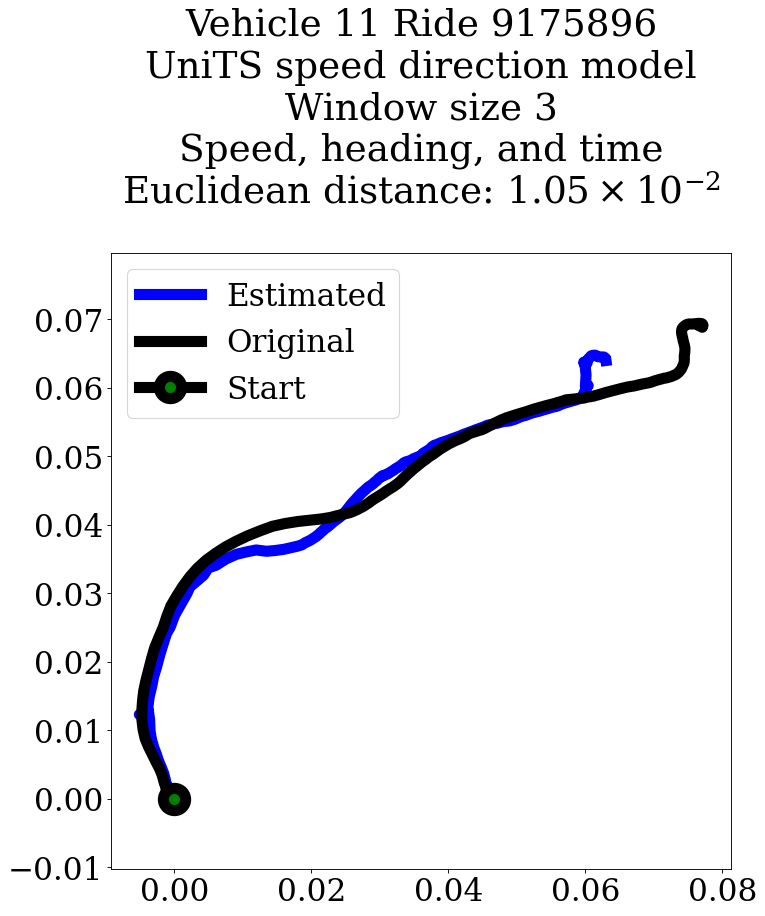 Vehicle 11 Ride 9175896
UniTS speed direction model
Window size 3
Speed, heading, and time
Euclidean distance: 1.05 × 10⁻²
Estimated
Original
Start
0.07
0.06
0.05
0.04
0.03
0.02
0.01
0.00
−0.01
0.00 0.02 0.04 0.06 0.08